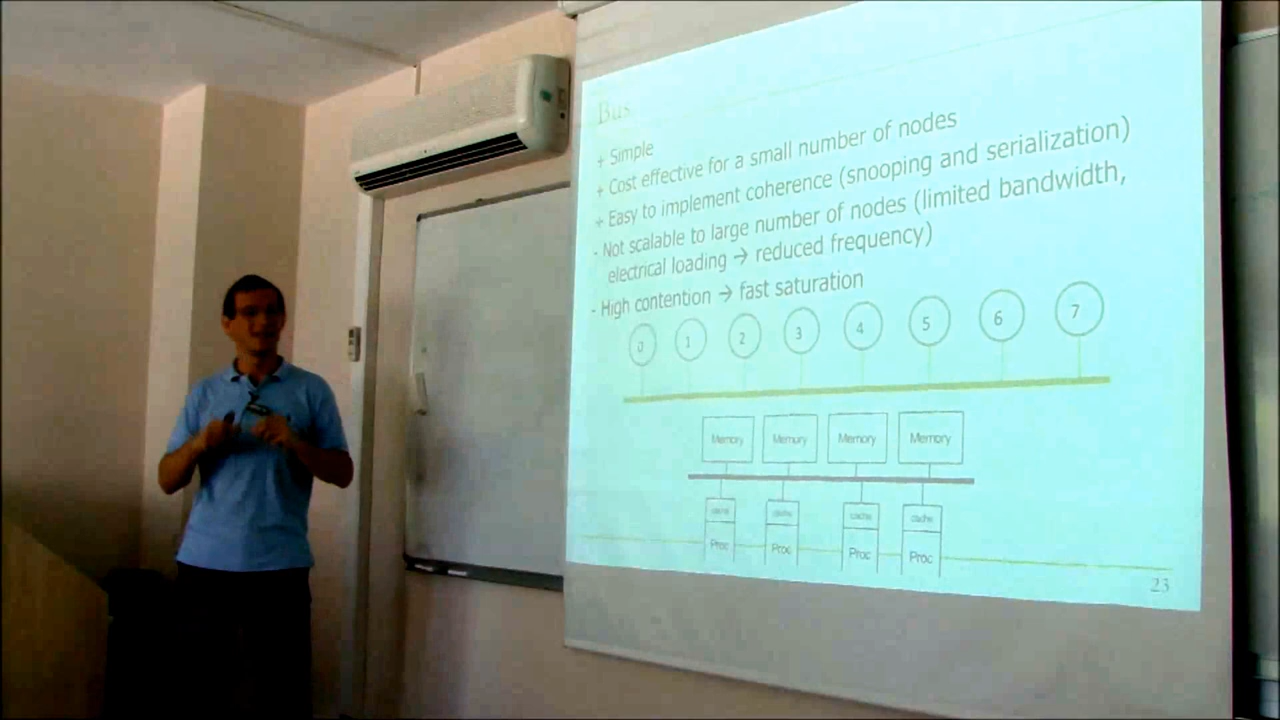 Bus
+ Simple
+ Cost effective for a small number of nodes
+ Easy to implement coherence (snooping and serialization)
- Not scalable to large number of nodes (limited bandwidth,
electrical loading → reduced frequency)
- High contention → fast saturation
0 1 2 3 4 5 6 7
Memory Memory Memory Memory
cache cache cache cache
Proc Proc Proc Proc
23